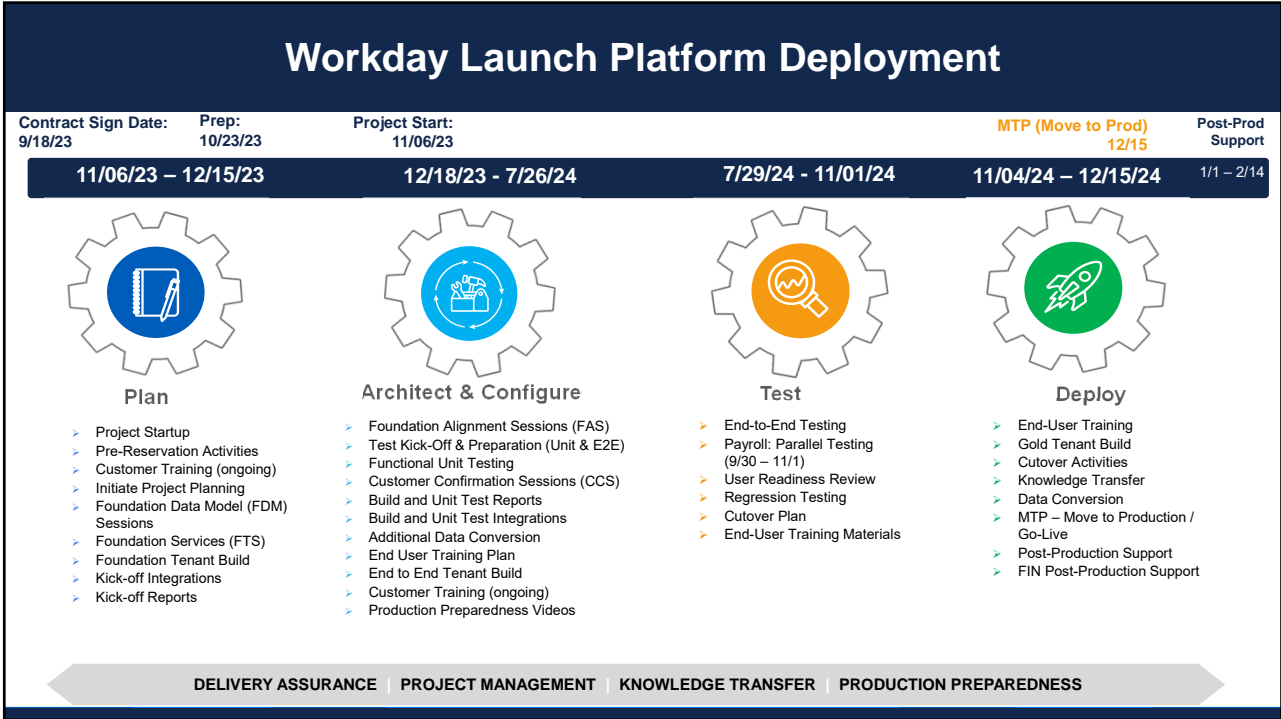 Workday Launch Platform Deployment
Contract Sign Date:
9/18/23
Prep:
10/23/23
Project Start:
11/06/23
MTP (Move to Prod)
12/15
Post-Prod
Support
11/06/23 – 12/15/23
12/18/23 - 7/26/24
7/29/24 - 11/01/24
11/04/24 – 12/15/24
1/1 – 2/14
Plan
Project Startup
Pre-Reservation Activities
Customer Training (ongoing)
Initiate Project Planning
Foundation Data Model (FDM)
Sessions
Foundation Services (FTS)
Foundation Tenant Build
Kick-off Integrations
Kick-off Reports
Architect & Configure
Foundation Alignment Sessions (FAS)
Test Kick-Off & Preparation (Unit & E2E)
Functional Unit Testing
Customer Confirmation Sessions (CCS)
Build and Unit Test Reports
Build and Unit Test Integrations
Additional Data Conversion
End User Training Plan
End to End Tenant Build
Customer Training (ongoing)
Production Preparedness Videos
Test
End-to-End Testing
Payroll: Parallel Testing
(9/30 – 11/1)
User Readiness Review
Regression Testing
Cutover Plan
End-User Training Materials
Deploy
End-User Training
Gold Tenant Build
Cutover Activities
Knowledge Transfer
Data Conversion
MTP – Move to Production /
Go-Live
Post-Production Support
FIN Post-Production Support
DELIVERY ASSURANCE | PROJECT MANAGEMENT | KNOWLEDGE TRANSFER | PRODUCTION PREPAREDNESS